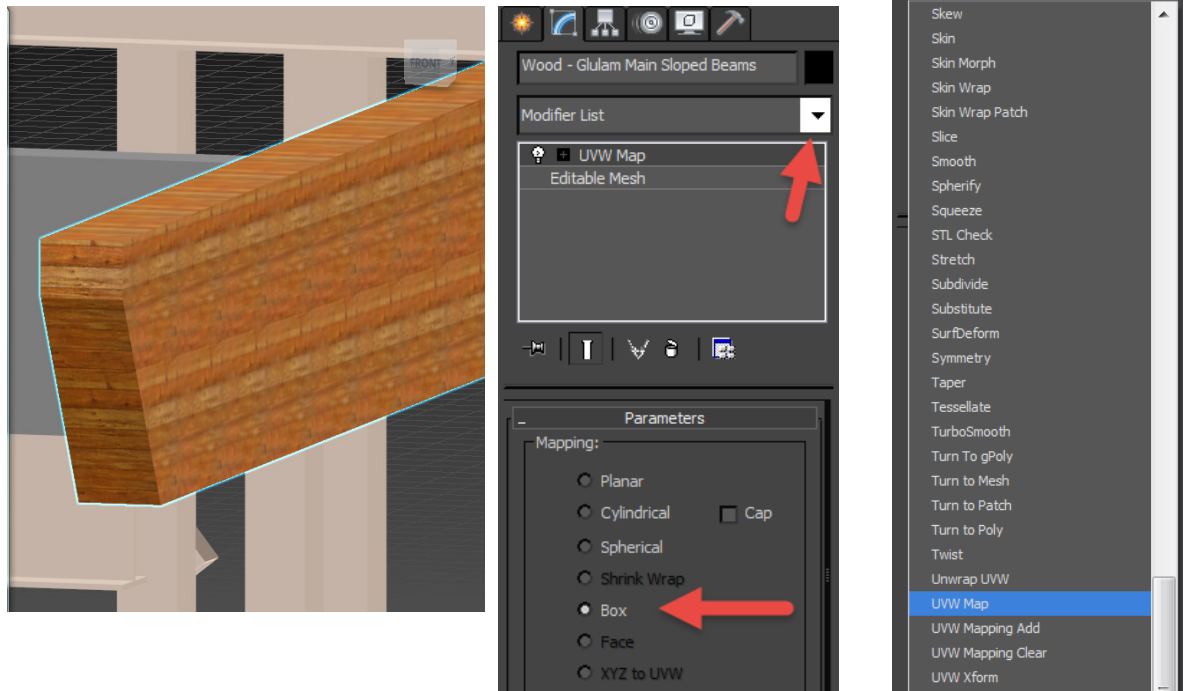 FRONT
Wood - Glulam Main Sloped Beams
Modifier List
UVW Map
Editable Mesh
Parameters
Mapping:
Planar
Cylindrical Cap
Spherical
Shrink Wrap
Box
Face
XYZ to UVW
Skew
Skin
Skin Morph
Skin Wrap
Skin Wrap Patch
Slice
Smooth
Spherify
Squeeze
STL Check
Stretch
Subdivide
Substitute
SurfDeform
Symmetry
Taper
Tessellate
TurboSmooth
Turn To gPoly
Turn to Mesh
Turn to Patch
Turn to Poly
Twist
Unwrap UVW
UVW Map
UVW Mapping Add
UVW Mapping Clear
UVW Xform